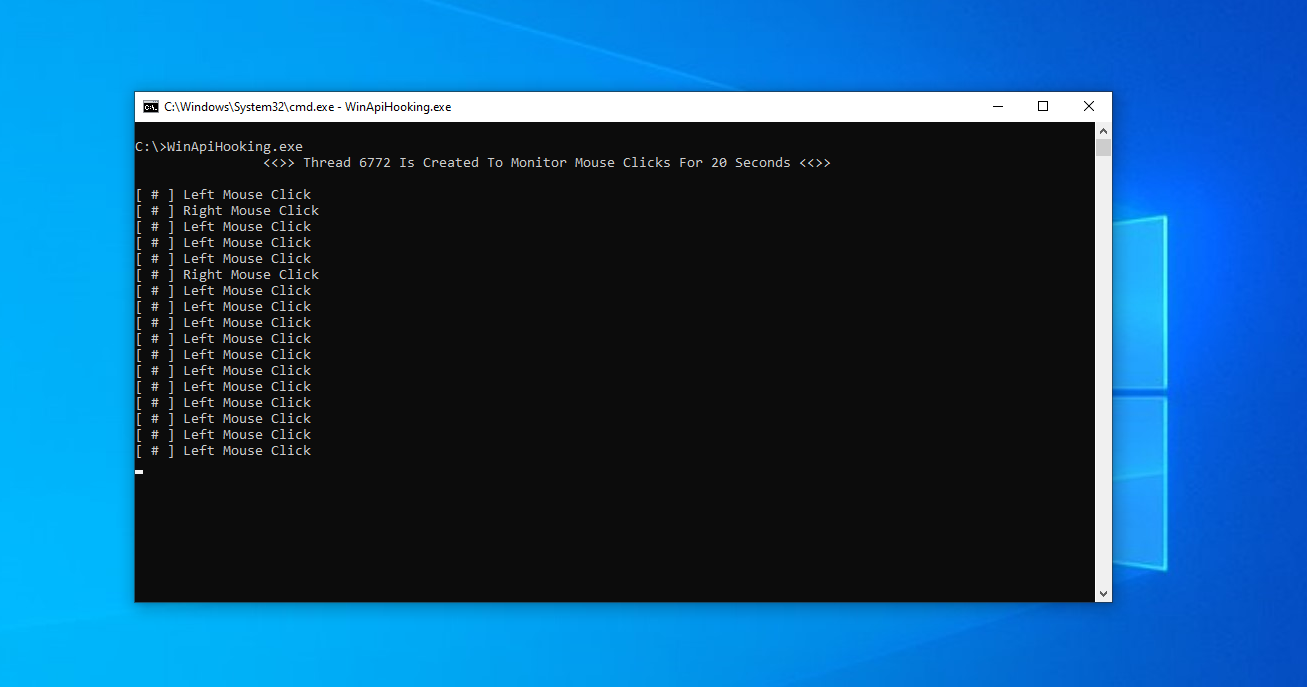 C:\Windows\System32\cmd.exe - WinApiHooking.exe
C:\>WinApiHooking.exe
<<>> Thread 6772 Is Created To Monitor Mouse Clicks For 20 Seconds <<>>
[ # ] Left Mouse Click
[ # ] Right Mouse Click
[ # ] Left Mouse Click
[ # ] Left Mouse Click
[ # ] Left Mouse Click
[ # ] Right Mouse Click
[ # ] Left Mouse Click
[ # ] Left Mouse Click
[ # ] Left Mouse Click
[ # ] Left Mouse Click
[ # ] Left Mouse Click
[ # ] Left Mouse Click
[ # ] Left Mouse Click
[ # ] Left Mouse Click
[ # ] Left Mouse Click
[ # ] Left Mouse Click
[ # ] Left Mouse Click